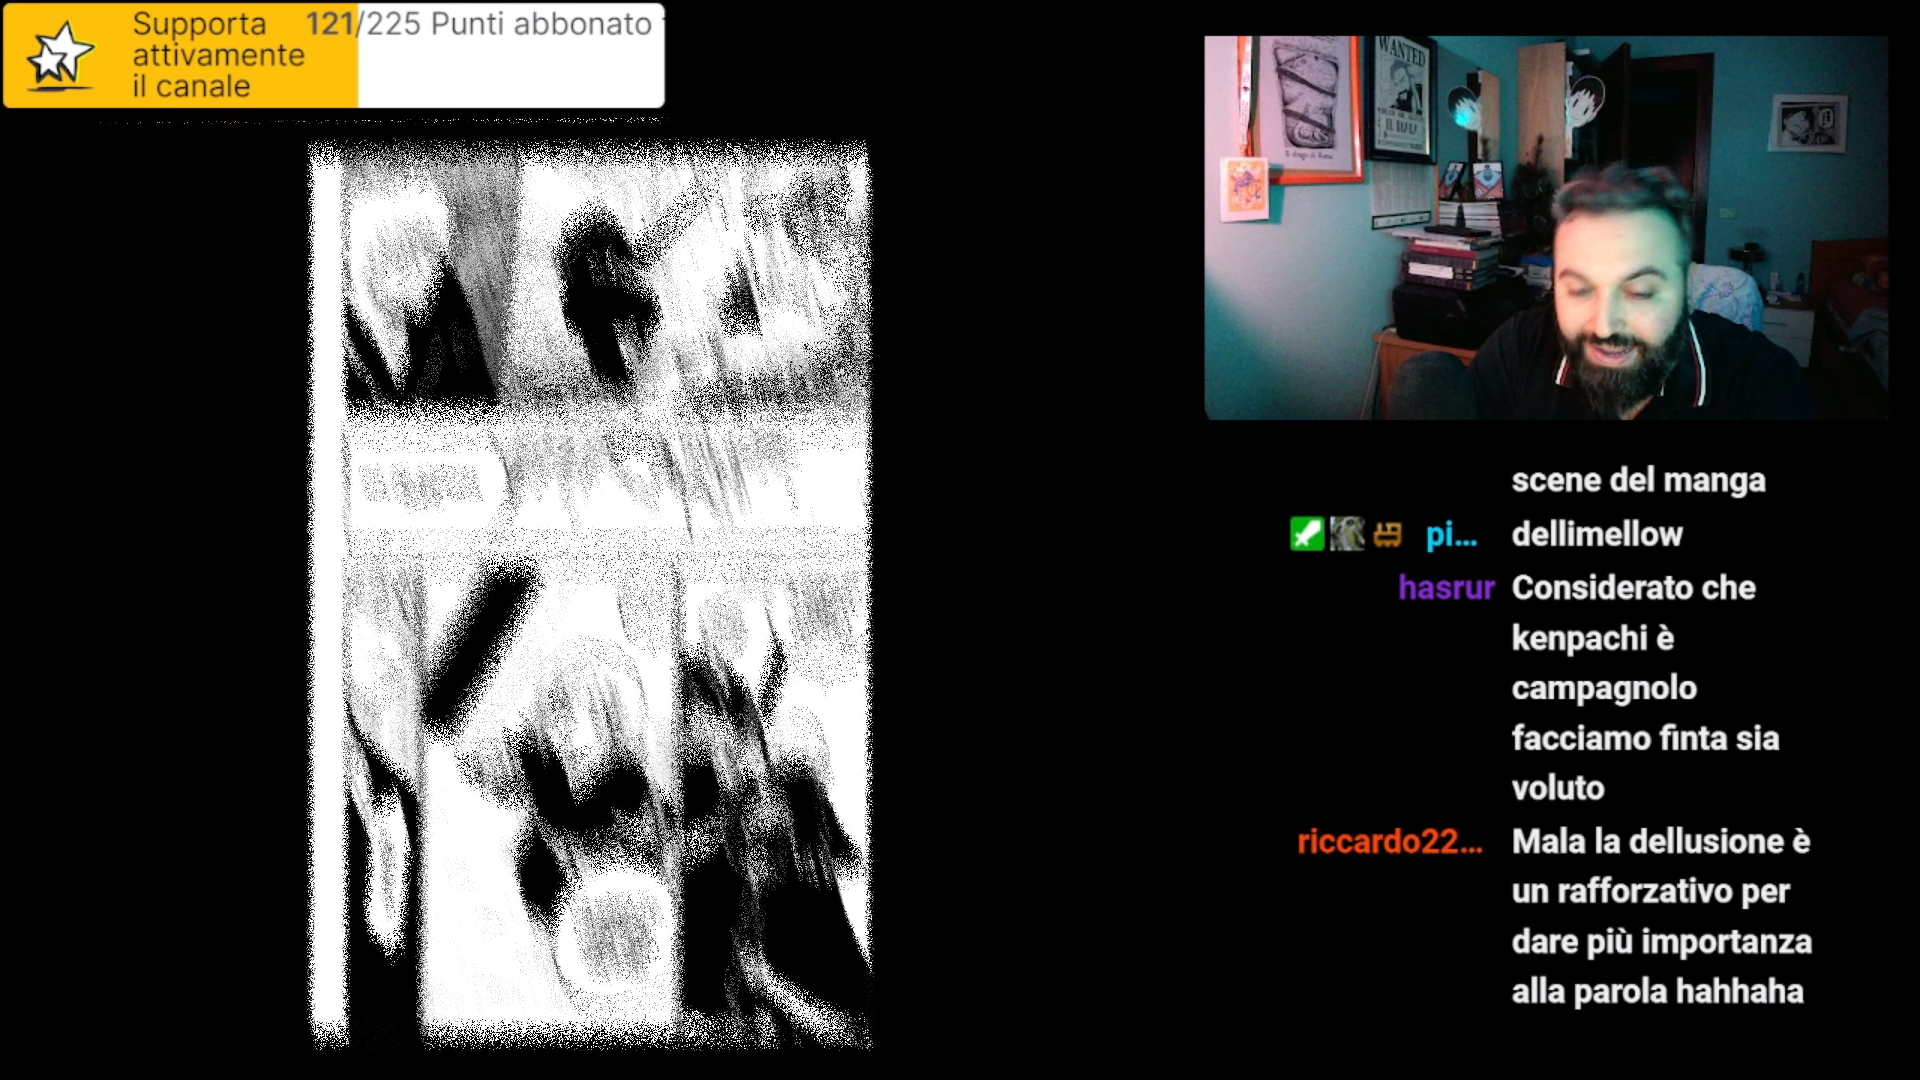 Supporta
attivamente
il canale
121/225 Punti abbonato
WANTED
scene del manga
pi... dellimellow
hasrur Considerato che
kenpachi è
campagnolo
facciamo finta sia
voluto
riccardo22... Mala la dellusione è
un rafforzativo per
dare più importanza
alla parola hahhaha